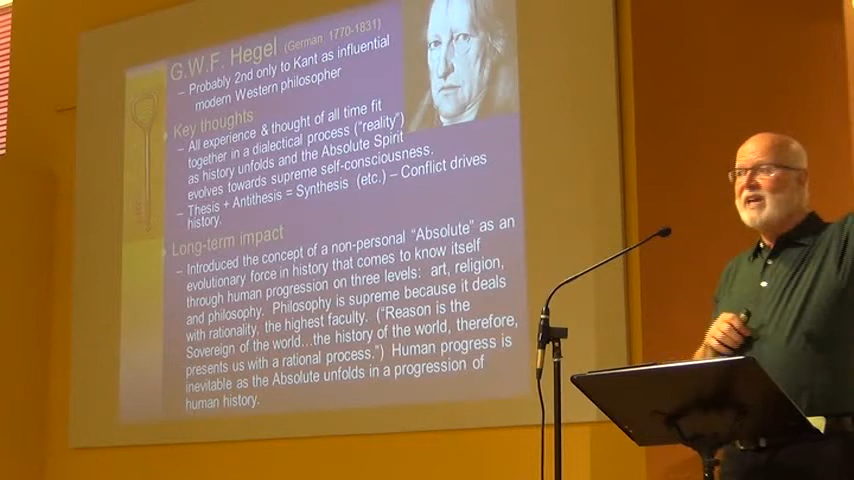 G.W.F. Hegel (German. 1770-1831)
– Probably 2nd only to Kant as influential
modern Western philosopher
Key thoughts
– All experience & thought of all time fit
together in a dialectical process ("reality")
as history unfolds and the Absolute Spirit
evolves towards supreme self-consciousness.
– Thesis + Antithesis = Synthesis (etc.) – Conflict drives
history.
Long-term impact
– Introduced the concept of a non-personal "Absolute" as an
evolutionary force in history that comes to know itself
through human progression on three levels: art, religion,
and philosophy. Philosophy is supreme because it deals
with rationality, the highest faculty. ("Reason is the
Sovereign of the world…the history of the world, therefore,
presents us with a rational process.") Human progress is
inevitable as the Absolute unfolds in a progression of
human history.